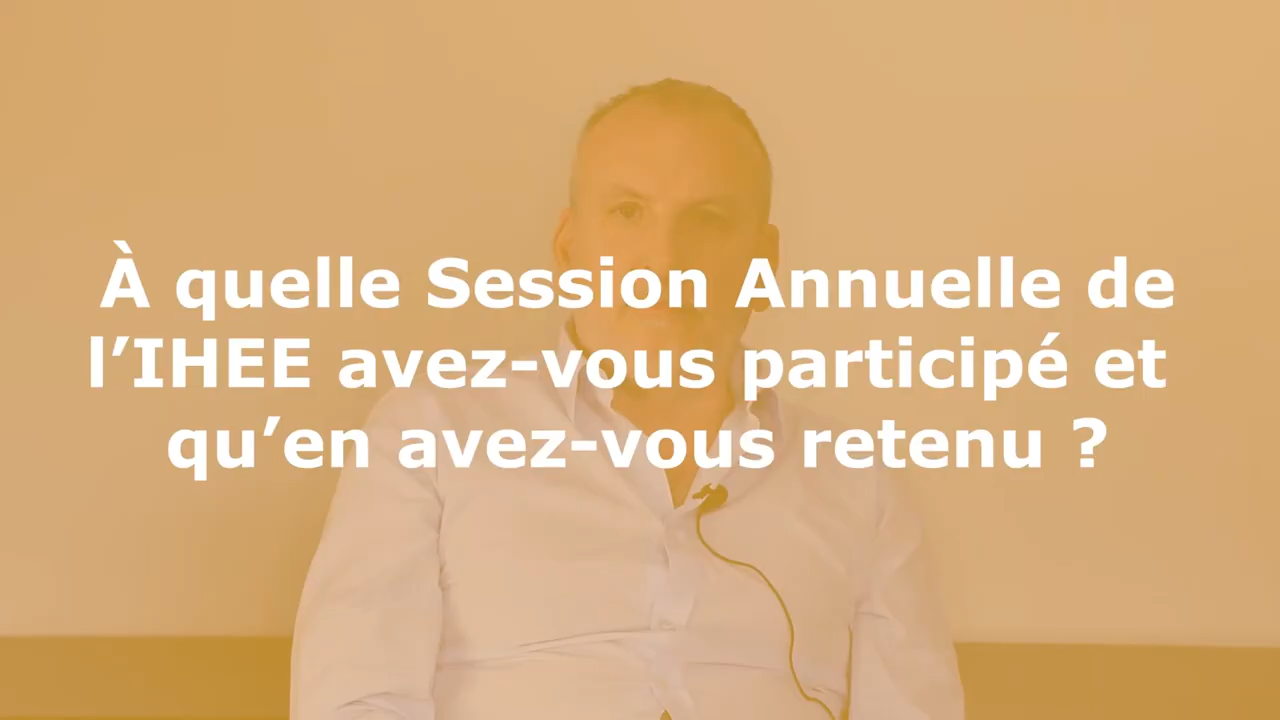 À quelle Session Annuelle de
l’IHEE avez-vous participé et
qu’en avez-vous retenu ?